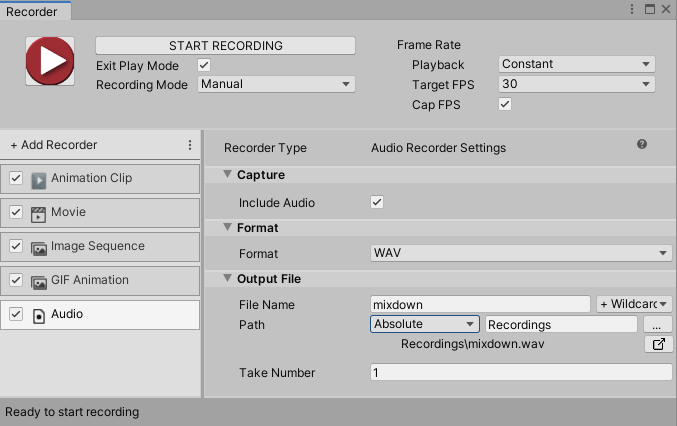 Recorder
START RECORDING
Exit Play Mode
Recording Mode Manual
Frame Rate
Playback Constant
Target FPS 30
Cap FPS
+ Add Recorder
Animation Clip
Movie
Image Sequence
GIF Animation
Audio
Recorder Type Audio Recorder Settings
Capture
Include Audio
Format
Format WAV
Output File
File Name mixdown + Wildcard
Path Absolute Recordings ...
Recordings\mixdown.wav
Take Number 1
Ready to start recording